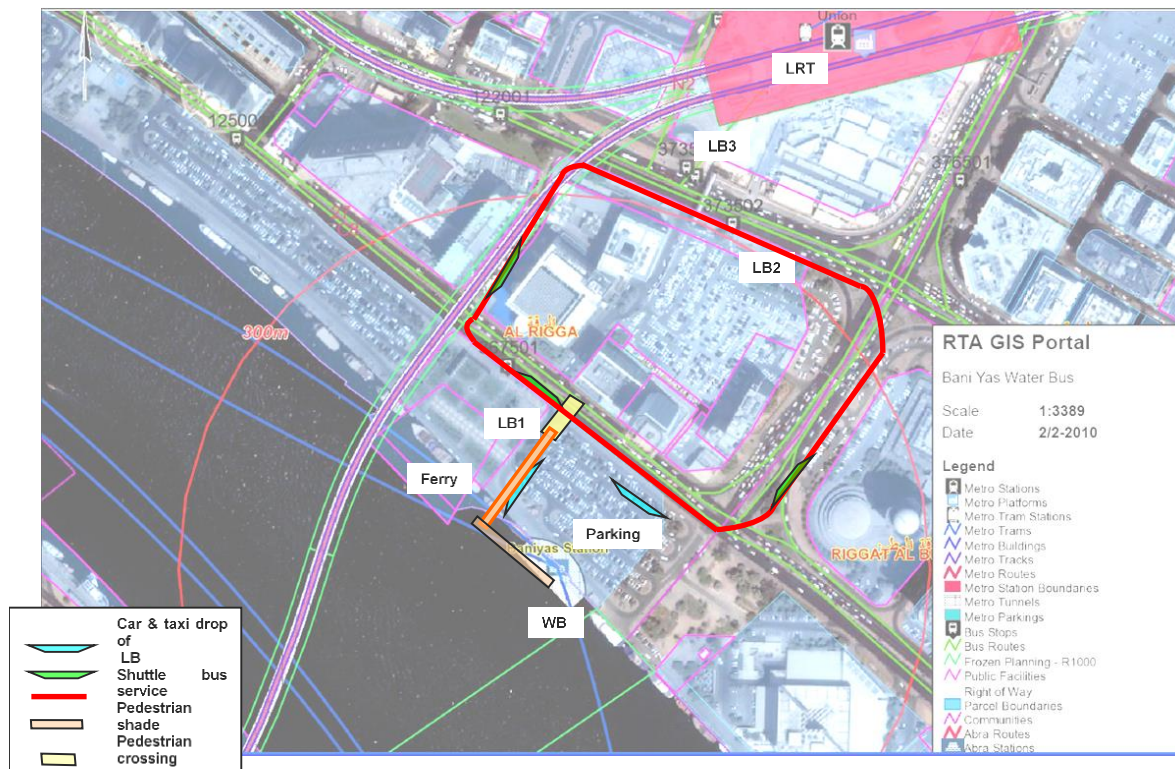 Union
LRT
N2
122001
12500
LB3
376501
373502
LB2
300m
AL RIGGA
67501
LB1
Ferry
Parking
Baniyas Station
WB
RIGGAT AL B
RTA GIS Portal
Bani Yas Water Bus
Scale 1:3389
Date 2/2-2010
Legend
Metro Stations
Metro Platforms
Metro Tram Stations
Metro Trams
Metro Buildings
Metro Tracks
Metro Routes
Metro Station Boundaries
Metro Tunnels
Metro Parkings
Bus Stops
Bus Routes
Frozen Planning - R1000
Public Facilities
Right of Way
Parcel Boundaries
Communities
Abra Routes
Abra Stations
Car & taxi drop
of
LB
Shuttle bus
service
Pedestrian
shade
Pedestrian
crossing